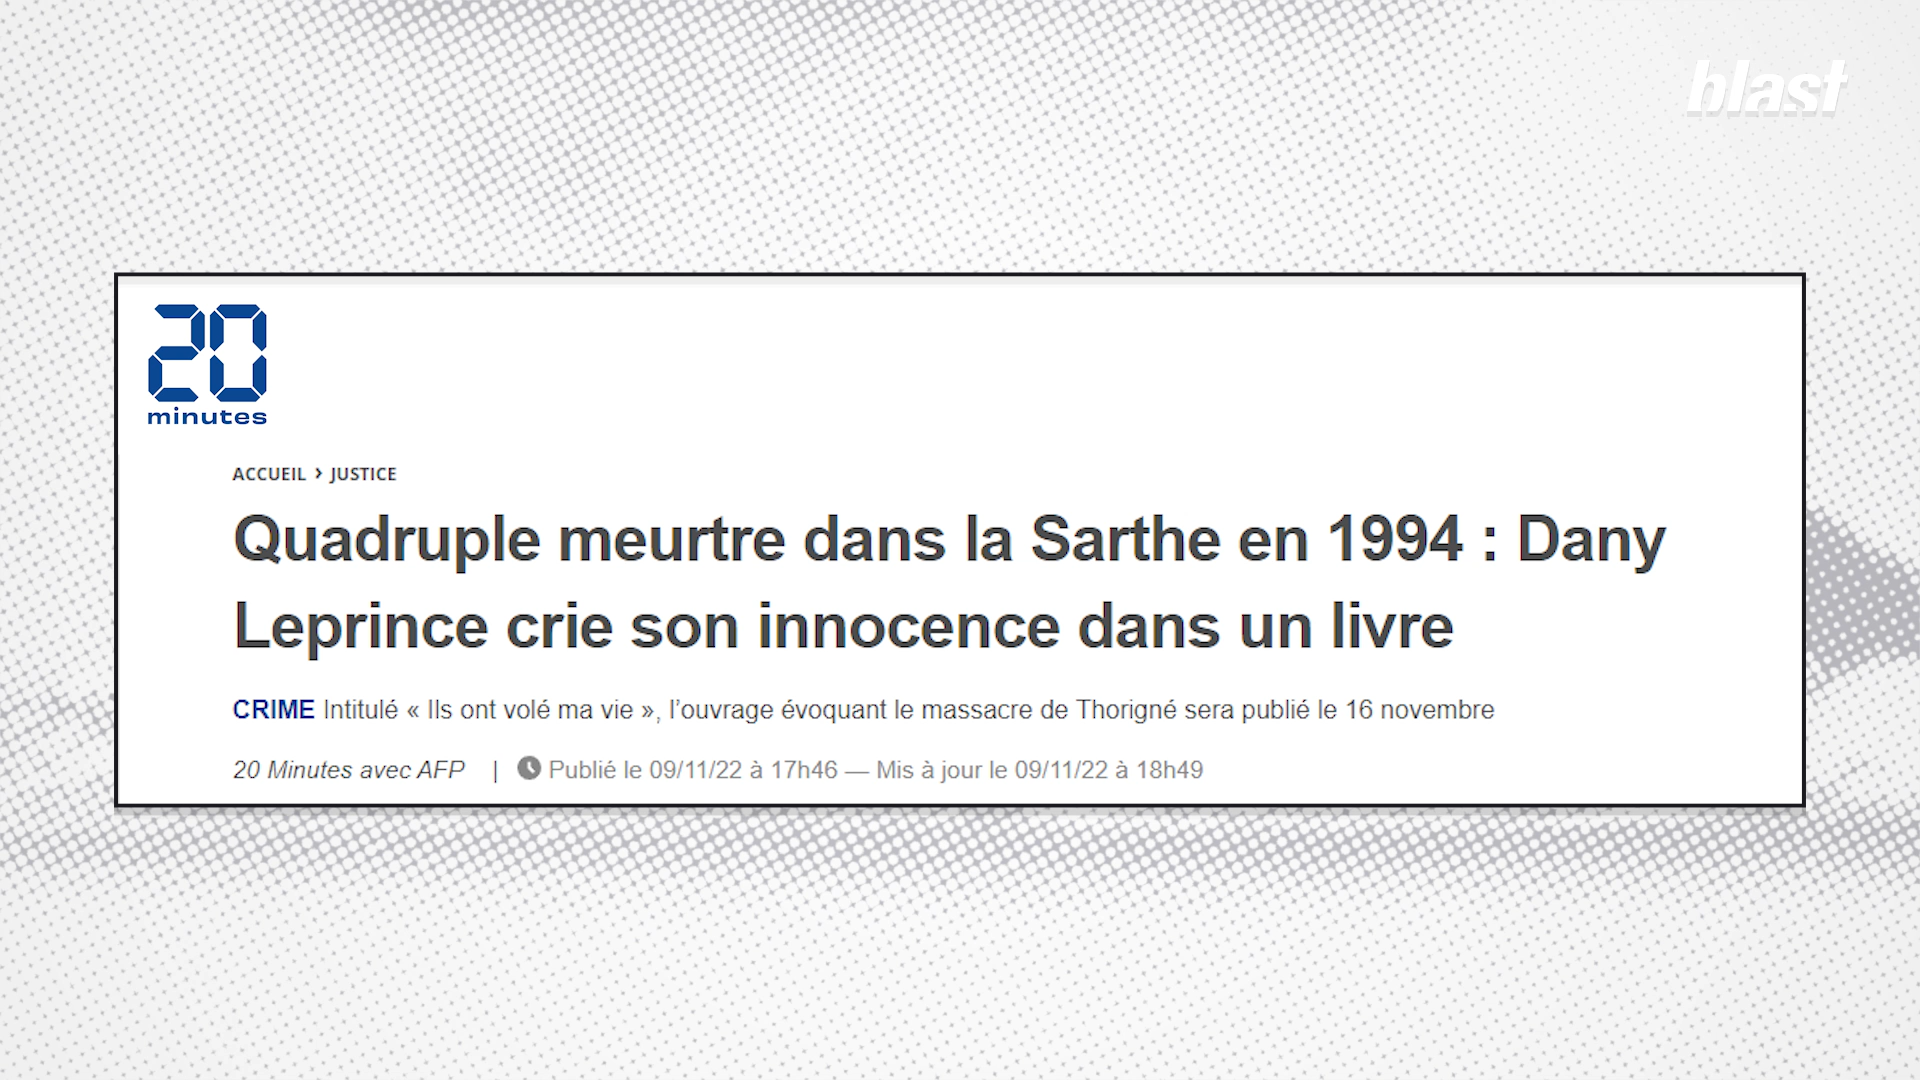 blast
20
minutes
ACCUEIL › JUSTICE
Quadruple meurtre dans la Sarthe en 1994 : Dany
Leprince crie son innocence dans un livre
CRIME Intitulé « Ils ont volé ma vie », l’ouvrage évoquant le massacre de Thorigné sera publié le 16 novembre
20 Minutes avec AFP | Publié le 09/11/22 à 17h46 — Mis à jour le 09/11/22 à 18h49